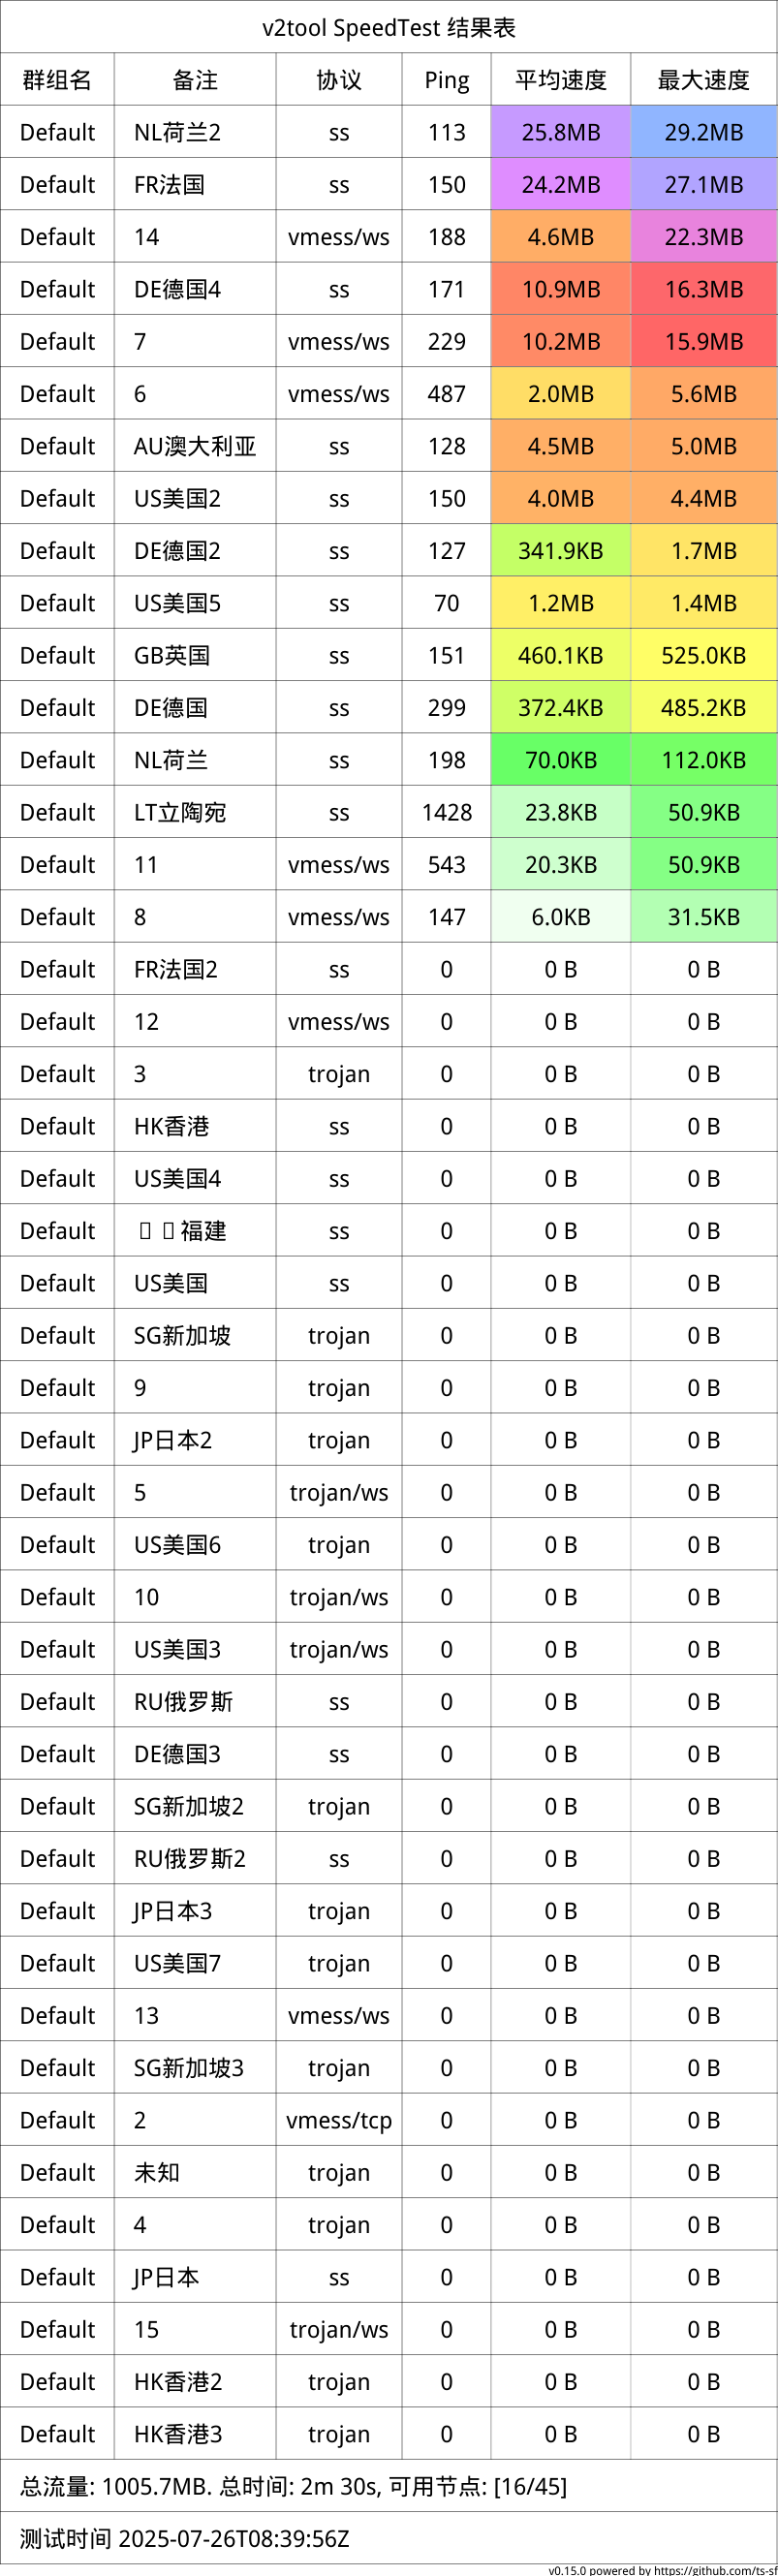 v2tool SpeedTest 结果表
群组名 备注 协议 Ping 平均速度 最大速度
Default NL荷兰2 ss 113 25.8MB 29.2MB
Default FR法国 ss 150 24.2MB 27.1MB
Default 14 vmess/ws 188 4.6MB 22.3MB
Default DE德国4 ss 171 10.9MB 16.3MB
Default 7 vmess/ws 229 10.2MB 15.9MB
Default 6 vmess/ws 487 2.0MB 5.6MB
Default AU澳大利亚 ss 128 4.5MB 5.0MB
Default US美国2 ss 150 4.0MB 4.4MB
Default DE德国2 ss 127 341.9KB 1.7MB
Default US美国5 ss 70 1.2MB 1.4MB
Default GB英国 ss 151 460.1KB 525.0KB
Default DE德国 ss 299 372.4KB 485.2KB
Default NL荷兰 ss 198 70.0KB 112.0KB
Default LT立陶宛 ss 1428 23.8KB 50.9KB
Default 11 vmess/ws 543 20.3KB 50.9KB
Default 8 vmess/ws 147 6.0KB 31.5KB
Default FR法国2 ss 0 0 B 0 B
Default 12 vmess/ws 0 0 B 0 B
Default 3 trojan 0 0 B 0 B
Default HK香港 ss 0 0 B 0 B
Default US美国4 ss 0 0 B 0 B
Default 福建 ss 0 0 B 0 B
Default US美国 ss 0 0 B 0 B
Default SG新加坡 trojan 0 0 B 0 B
Default 9 trojan 0 0 B 0 B
Default JP日本2 trojan 0 0 B 0 B
Default 5 trojan/ws 0 0 B 0 B
Default US美国6 trojan 0 0 B 0 B
Default 10 trojan/ws 0 0 B 0 B
Default US美国3 trojan/ws 0 0 B 0 B
Default RU俄罗斯 ss 0 0 B 0 B
Default DE德国3 ss 0 0 B 0 B
Default SG新加坡2 trojan 0 0 B 0 B
Default RU俄罗斯2 ss 0 0 B 0 B
Default JP日本3 trojan 0 0 B 0 B
Default US美国7 trojan 0 0 B 0 B
Default 13 vmess/ws 0 0 B 0 B
Default SG新加坡3 trojan 0 0 B 0 B
Default 2 vmess/tcp 0 0 B 0 B
Default 未知 trojan 0 0 B 0 B
Default 4 trojan 0 0 B 0 B
Default JP日本 ss 0 0 B 0 B
Default 15 trojan/ws 0 0 B 0 B
Default HK香港2 trojan 0 0 B 0 B
Default HK香港3 trojan 0 0 B 0 B
总流量: 1005.7MB. 总时间: 2m 30s, 可用节点: [16/45]
测试时间 2025-07-26T08:39:56Z
v0.15.0 powered by https://github.com/ts-sf